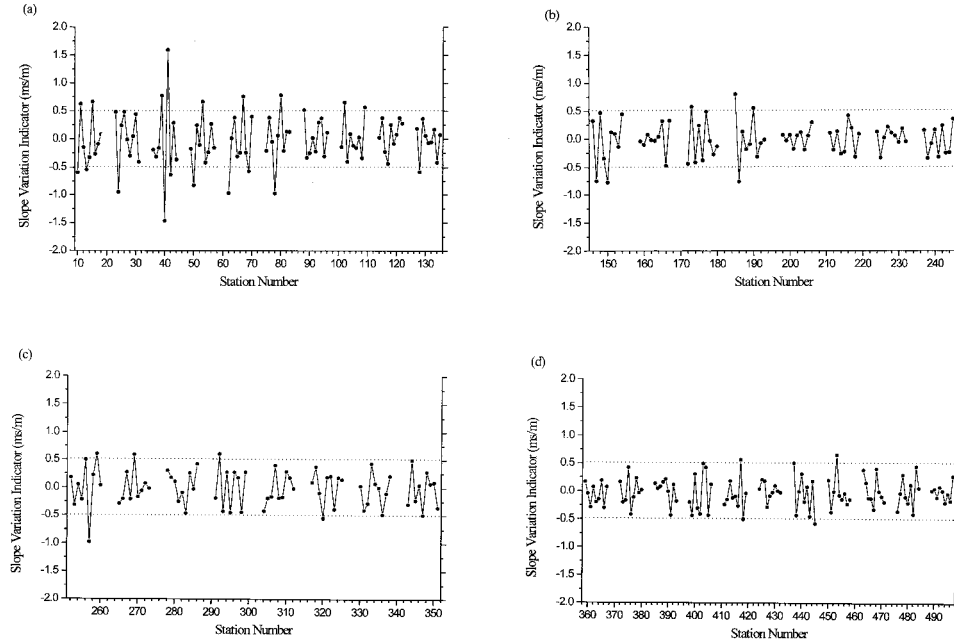 (a)
2.0
1.5
1.0
0.5
0.0
-0.5
-1.0
-1.5
-2.0
Slope Variation Indicator (ms/m)
10 20 30 40 50 60 70 80 90 100 110 120 130
Station Number
(b)
2.0
1.5
1.0
0.5
0.0
-0.5
-1.0
-1.5
-2.0
Slope Variation Indicator (ms/m)
150 160 170 180 190 200 210 220 230 240
Station Number
(c)
2.0
1.5
1.0
0.5
0.0
-0.5
-1.0
-1.5
-2.0
Slope Variation Indicator (ms/m)
260 270 280 290 300 310 320 330 340 350
Station Number
(d)
2.0
1.5
1.0
0.5
0.0
-0.5
-1.0
-1.5
-2.0
Slope Variation Indicator (ms/m)
360 370 380 390 400 410 420 430 440 450 460 470 480 490
Station Number